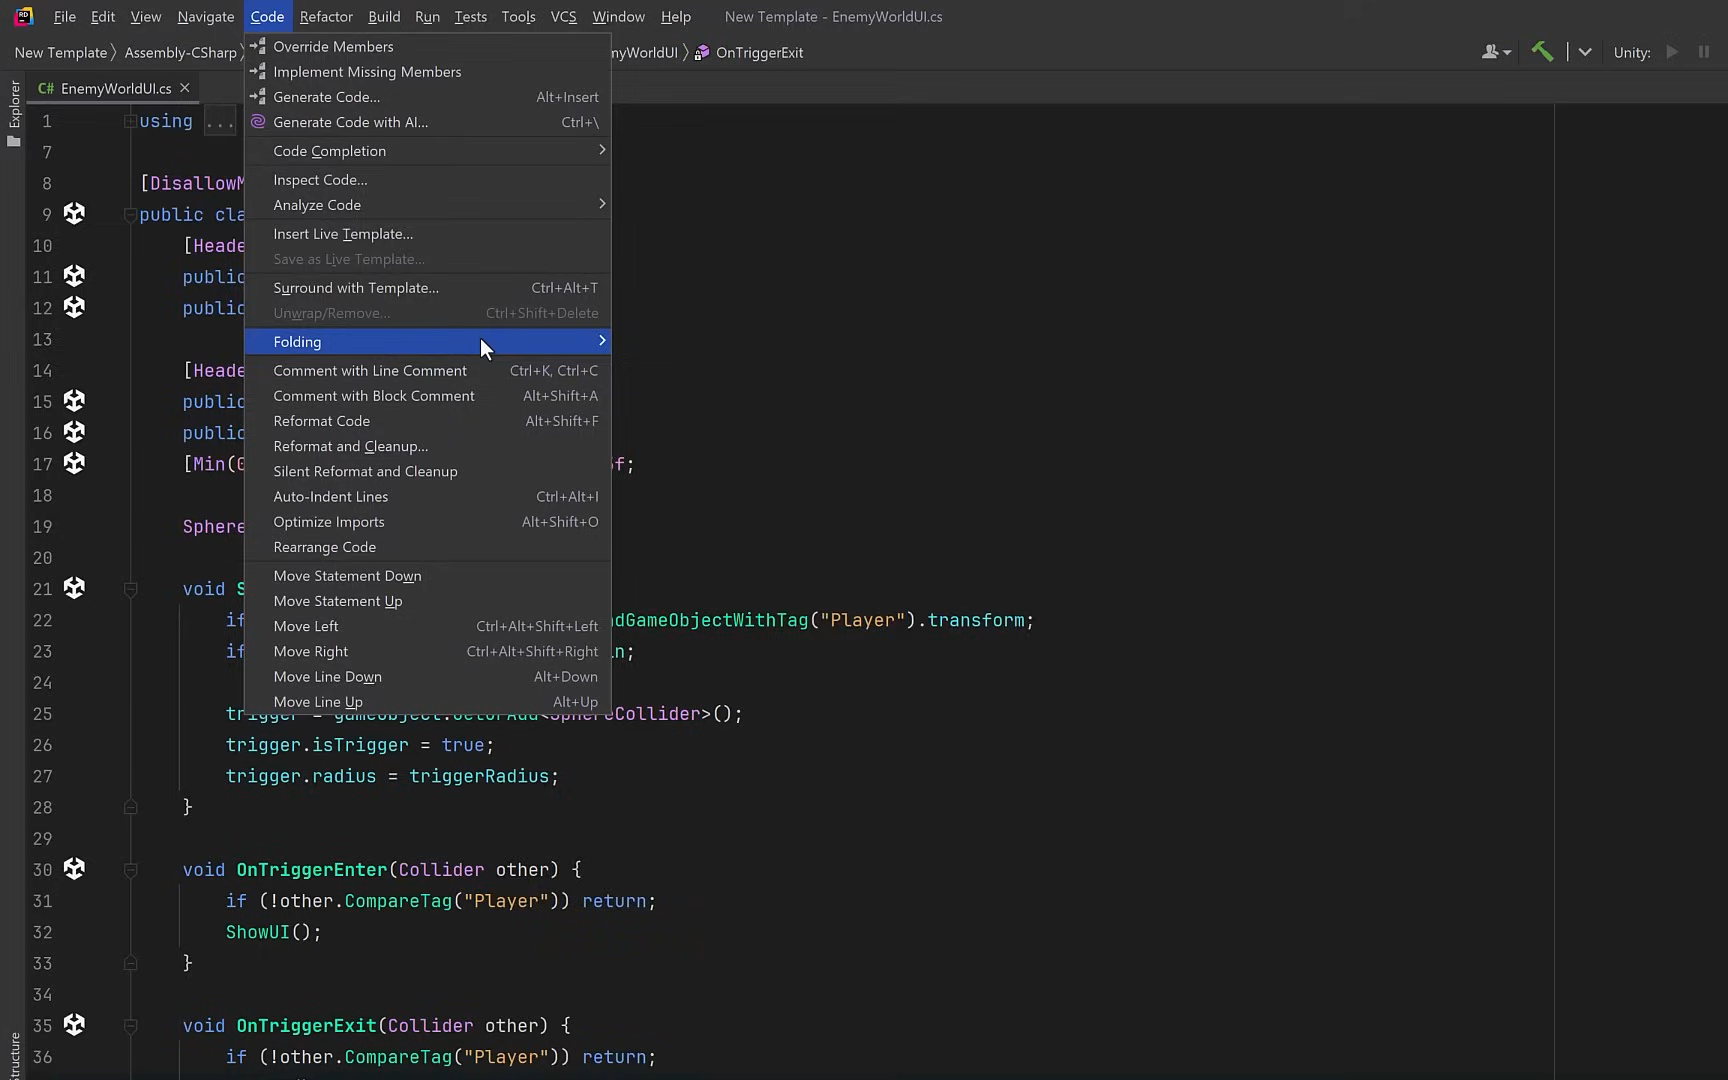 RD File Edit View Navigate Code Refactor Build Run Tests Tools VCS Window Help New Template - EnemyWorldUI.cs
New Template Assembly-CSharp myWorldUI OnTriggerExit Unity:
Explorer
C# EnemyWorldUI.cs
Override Members
Implement Missing Members
Generate Code... Alt+Insert
Generate Code with AI... Ctrl+\
Code Completion
Inspect Code...
Analyze Code
Insert Live Template...
Save as Live Template...
Surround with Template... Ctrl+Alt+T
Unwrap/Remove... Ctrl+Shift+Delete
Folding
Comment with Line Comment Ctrl+K, Ctrl+C
Comment with Block Comment Alt+Shift+A
Reformat Code Alt+Shift+F
Reformat and Cleanup...
Silent Reformat and Cleanup
Auto-Indent Lines Ctrl+Alt+I
Optimize Imports Alt+Shift+O
Rearrange Code
Move Statement Down
Move Statement Up
Move Left Ctrl+Alt+Shift+Left
Move Right Ctrl+Alt+Shift+Right
Move Line Down Alt+Down
Move Line Up Alt+Up
1 using ...
7
8 [DisallowM
9 public cla
10 [Heade
11 public
12 public
13
14 [Heade
15 public
16 public
17 [Min(0 f;
18
19 Sphere
20
21 void S
22 if ndGameObjectWithTag("Player").transform;
23 if in;
24
25 trigger = gameObject.GetOrAdd<SphereCollider>();
26 trigger.isTrigger = true;
27 trigger.radius = triggerRadius;
28 }
29
30 void OnTriggerEnter(Collider other) {
31 if (!other.CompareTag("Player")) return;
32 ShowUI();
33 }
34
35 void OnTriggerExit(Collider other) {
36 if (!other.CompareTag("Player")) return;
Structure